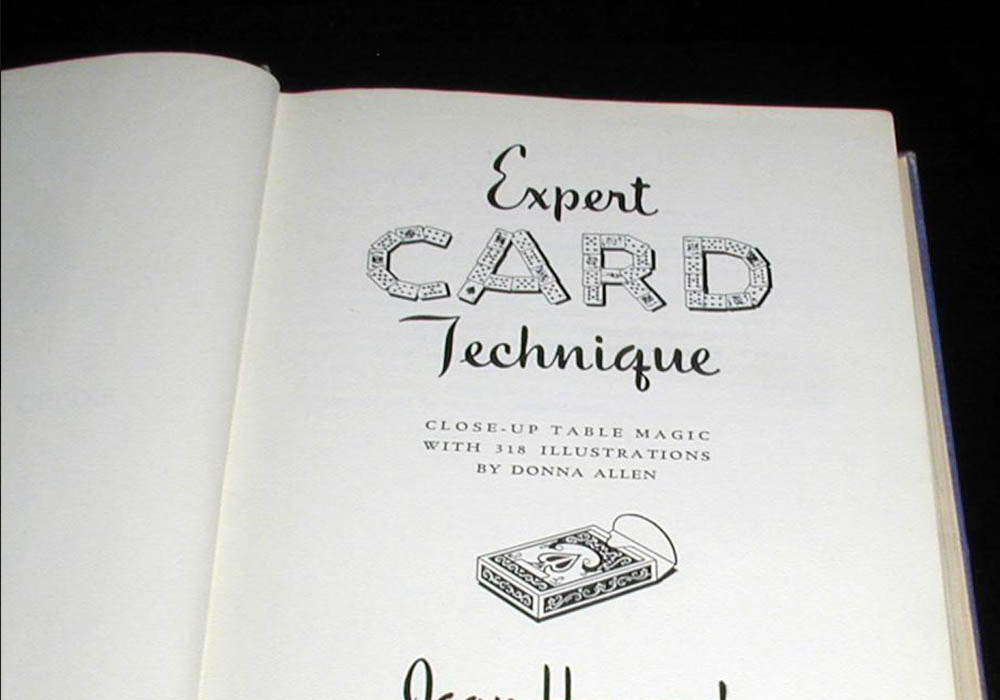 Expert
CARD
Technique
CLOSE-UP TABLE MAGIC
WITH 318 ILLUSTRATIONS
BY DONNA ALLEN